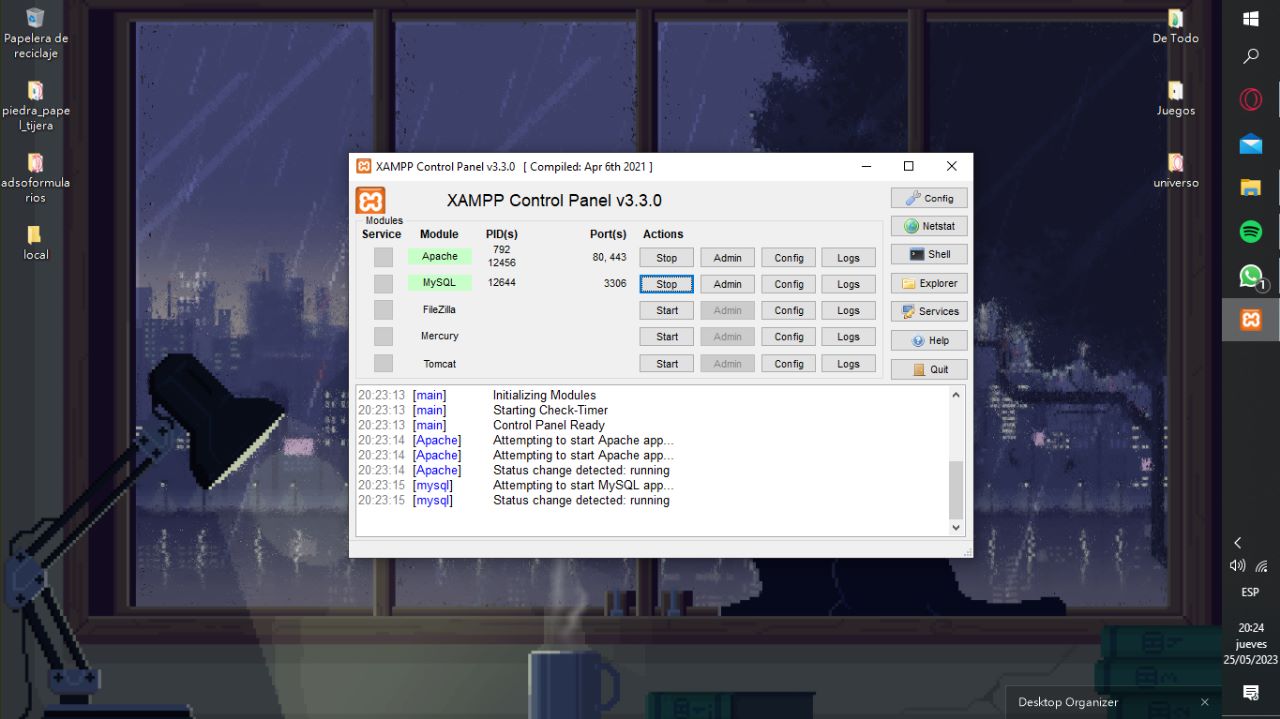 Papelera de
reciclaje
piedra_pape
l_tijera
adsoformula
rios
local
De Todo
Juegos
universo
XAMPP Control Panel v3.3.0 [ Compiled: Apr 6th 2021 ]
XAMPP Control Panel v3.3.0
Config
Netstat
Shell
Explorer
Services
Help
Quit
Modules
Service Module PID(s) Port(s) Actions
Apache 792 12456 80, 443 Stop Admin Config Logs
MySQL 12644 3306 Stop Admin Config Logs
FileZilla Start Admin Config Logs
Mercury Start Admin Config Logs
Tomcat Start Admin Config Logs
20:23:13 [main] Initializing Modules
20:23:13 [main] Starting Check-Timer
20:23:13 [main] Control Panel Ready
20:23:14 [Apache] Attempting to start Apache app...
20:23:14 [Apache] Attempting to start Apache app...
20:23:14 [Apache] Status change detected: running
20:23:15 [mysql] Attempting to start MySQL app...
20:23:15 [mysql] Status change detected: running
1
ESP
20:24
jueves
25/05/2023
Desktop Organizer